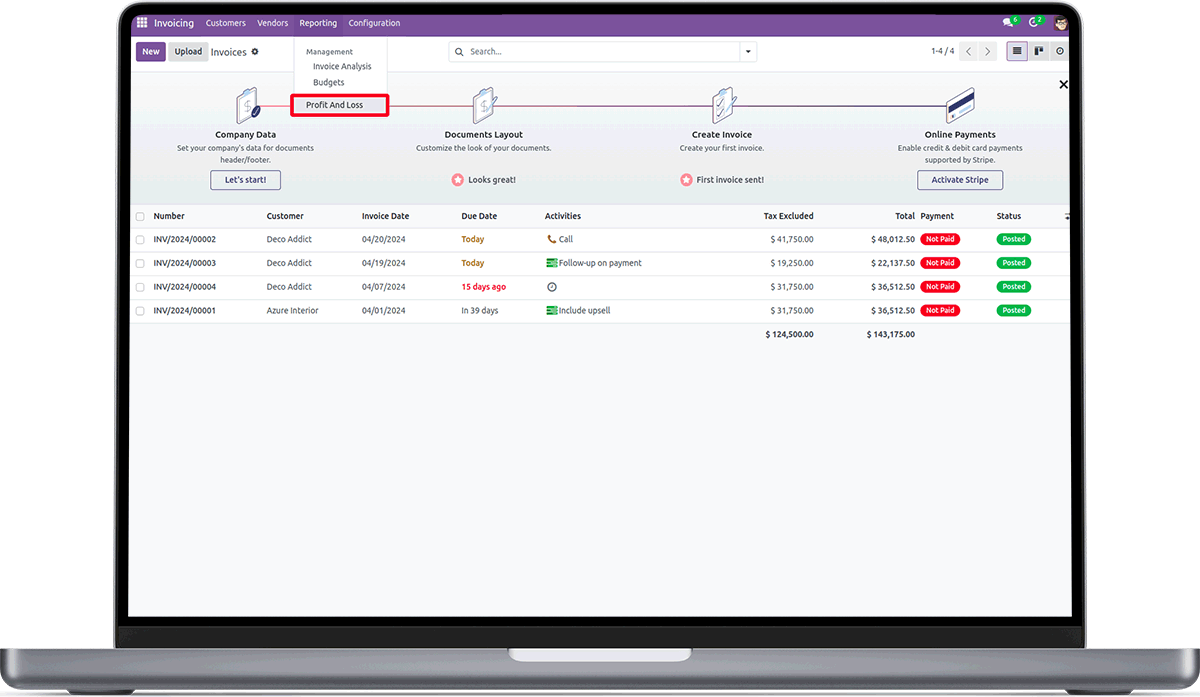 Invoicing Customers Vendors Reporting Configuration 6 2
New Upload Invoices Search... 1-4 / 4
Management
Invoice Analysis
Budgets
Profit And Loss
Company Data
Set your company's data for documents
header/footer.
Let's start!
Documents Layout
Customize the look of your documents.
Looks great!
Create Invoice
Create your first invoice.
First invoice sent!
Online Payments
Enable credit & debit card payments
supported by Stripe.
Activate Stripe
Number Customer Invoice Date Due Date Activities Tax Excluded Total Payment Status
INV/2024/00002 Deco Addict 04/20/2024 Today Call $ 41,750.00 $ 48,012.50 Not Paid Posted
INV/2024/00003 Deco Addict 04/19/2024 Today Follow-up on payment $ 19,250.00 $ 22,137.50 Not Paid Posted
INV/2024/00004 Deco Addict 04/07/2024 15 days ago $ 31,750.00 $ 36,512.50 Not Paid Posted
INV/2024/00001 Azure Interior 04/01/2024 In 39 days Include upsell $ 31,750.00 $ 36,512.50 Not Paid Posted
$ 124,500.00 $ 143,175.00